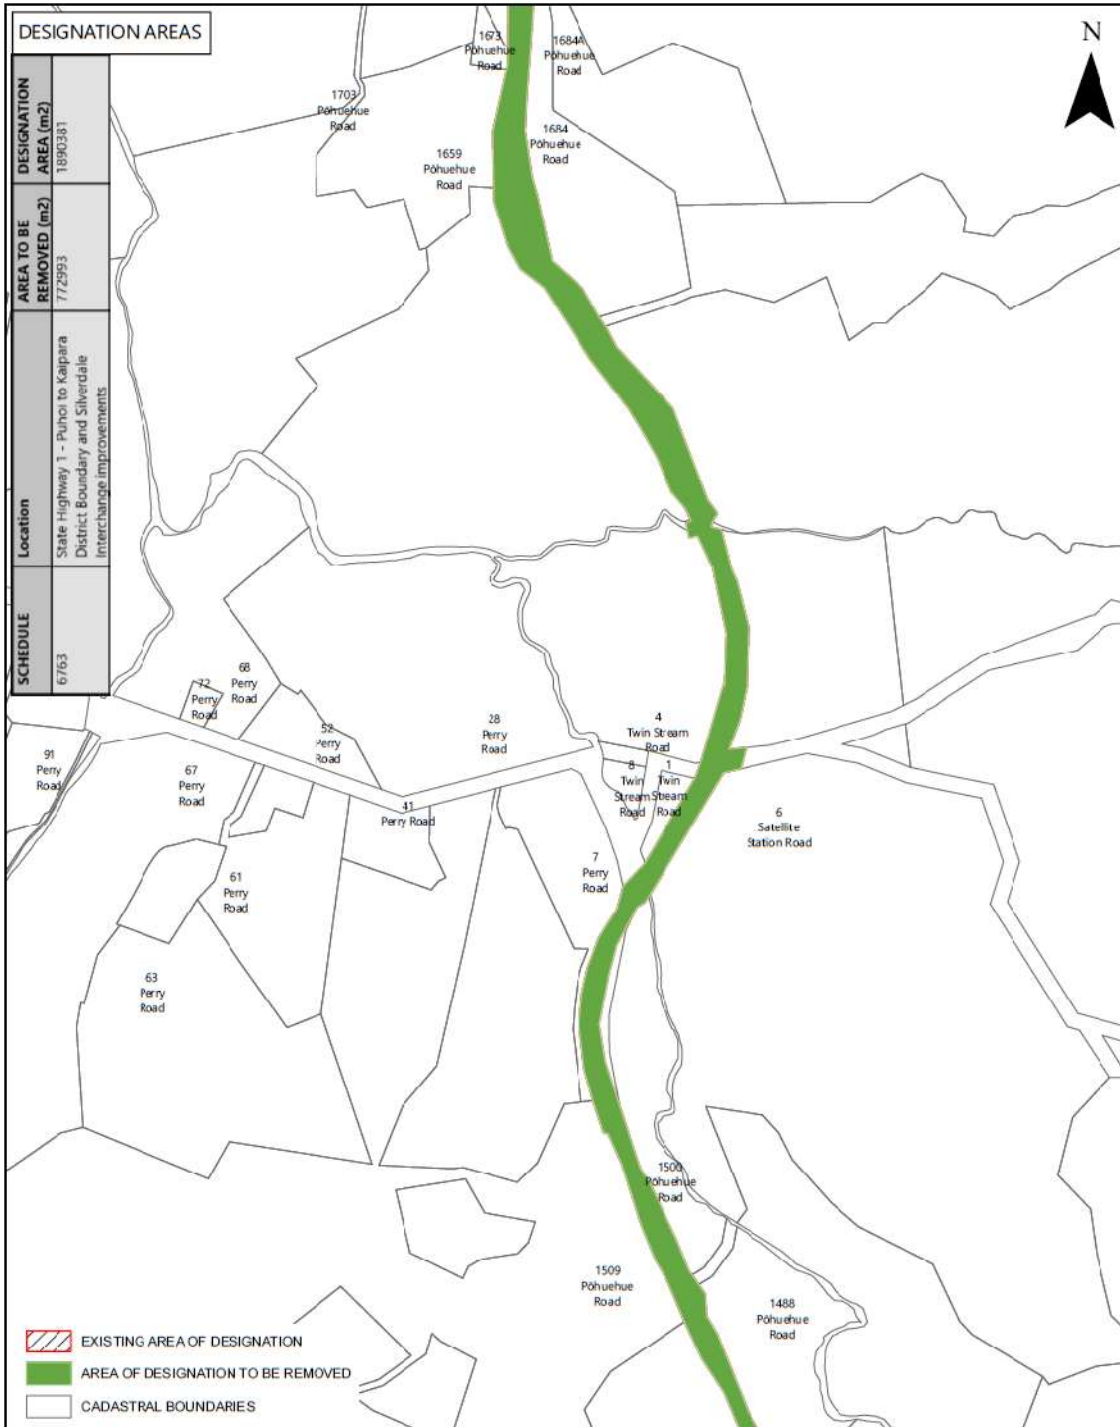 DESIGNATION AREAS
N
SCHEDULE
Location
AREA TO BE
REMOVED (m2)
DESIGNATION
AREA (m2)
6763
State Highway 1 - Puhoi to Kaipara
District Boundary and Silverdale
Interchange improvements
772993
1890381
1673
Pōhuehue
Road
1684A
Pōhuehue
Road
1703
Pōhuehue
Road
1684
Pōhuehue
Road
1659
Pōhuehue
Road
72
Perry
Road
68
Perry
Road
52
Perry
Road
28
Perry
Road
4
Twin Stream
Road
91
Perry
Road
67
Perry
Road
8
Twin
Stream
Road
1
Twin
Stream
Road
41
Perry Road
6
Satellite
Station Road
7
Perry
Road
61
Perry
Road
63
Perry
Road
1500
Pōhuehue
Road
1509
Pōhuehue
Road
1488
Pōhuehue
Road
EXISTING AREA OF DESIGNATION
AREA OF DESIGNATION TO BE REMOVED
CADASTRAL BOUNDARIES